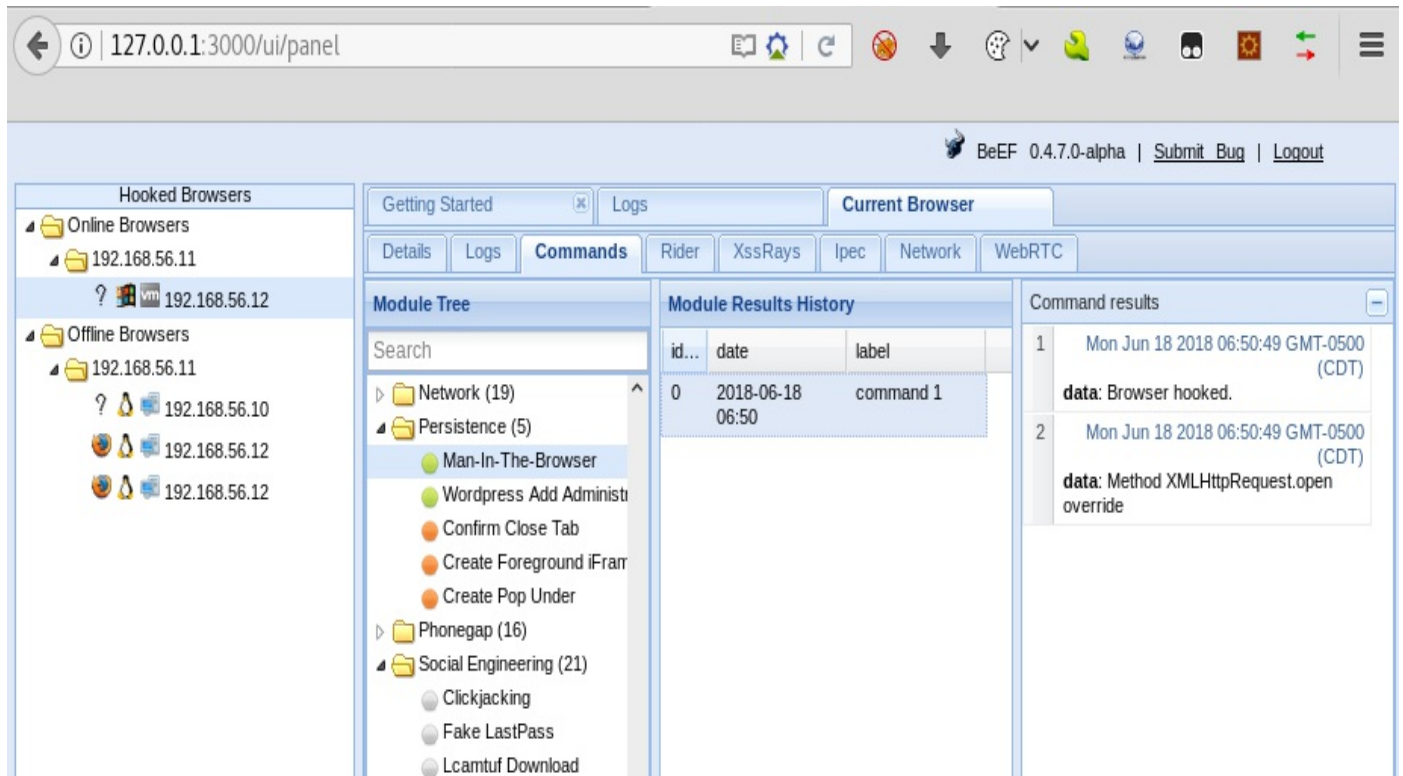 127.0.0.1:3000/ui/panel
BeEF 0.4.7.0-alpha | Submit Bug | Logout
Hooked Browsers
Online Browsers
192.168.56.11
? vm 192.168.56.12
Offline Browsers
192.168.56.11
? 192.168.56.10
192.168.56.12
192.168.56.12
Getting Started Logs Current Browser
Details Logs Commands Rider XssRays Ipec Network WebRTC
Module Tree
Search
Network (19)
Persistence (5)
Man-In-The-Browser
Wordpress Add Administr
Confirm Close Tab
Create Foreground iFram
Create Pop Under
Phonegap (16)
Social Engineering (21)
Clickjacking
Fake LastPass
Lcamtuf Download
Module Results History
id... date label
0 2018-06-18 command 1
06:50
Command results
1 Mon Jun 18 2018 06:50:49 GMT-0500
(CDT)
data: Browser hooked.
2 Mon Jun 18 2018 06:50:49 GMT-0500
(CDT)
data: Method XMLHttpRequest.open
override